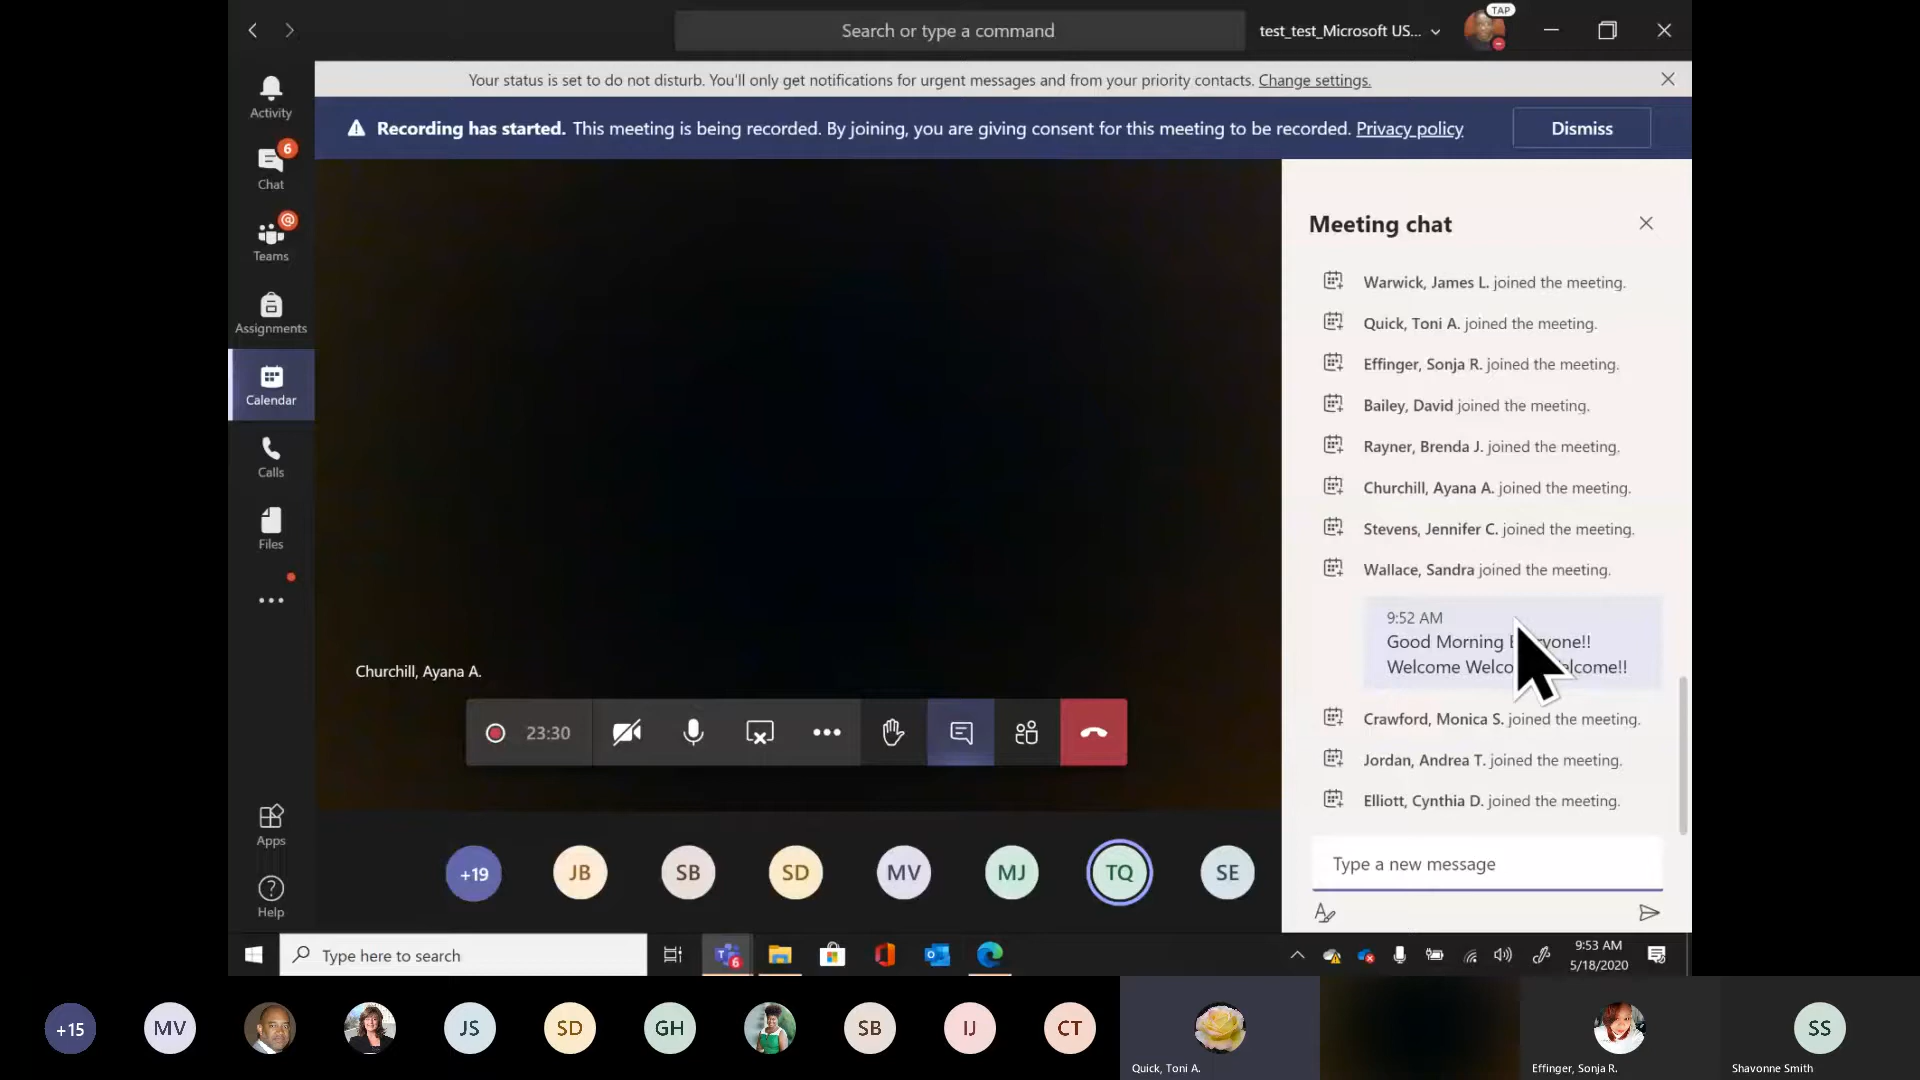 Search or type a command
test_test_Microsoft US...
TAP
Your status is set to do not disturb. You'll only get notifications for urgent messages and from your priority contacts. Change settings.
Recording has started. This meeting is being recorded. By joining, you are giving consent for this meeting to be recorded. Privacy policy
Dismiss
Activity
6
Chat
@
Teams
Assignments
Calendar
Calls
Files
Apps
Help
Churchill, Ayana A.
23:30
+19
JB
SB
SD
MV
MJ
TQ
SE
Meeting chat
Warwick, James L. joined the meeting.
Quick, Toni A. joined the meeting.
Effinger, Sonja R. joined the meeting.
Bailey, David joined the meeting.
Rayner, Brenda J. joined the meeting.
Churchill, Ayana A. joined the meeting.
Stevens, Jennifer C. joined the meeting.
Wallace, Sandra joined the meeting.
9:52 AM
Good Morning Everyone!!
Welcome Welcome Welcome!!
Crawford, Monica S. joined the meeting.
Jordan, Andrea T. joined the meeting.
Elliott, Cynthia D. joined the meeting.
Type a new message
Type here to search
6
9:53 AM
5/18/2020
+15
MV
JS
SD
GH
SB
IJ
CT
Quick, Toni A.
Effinger, Sonja R.
SS
Shavonne Smith